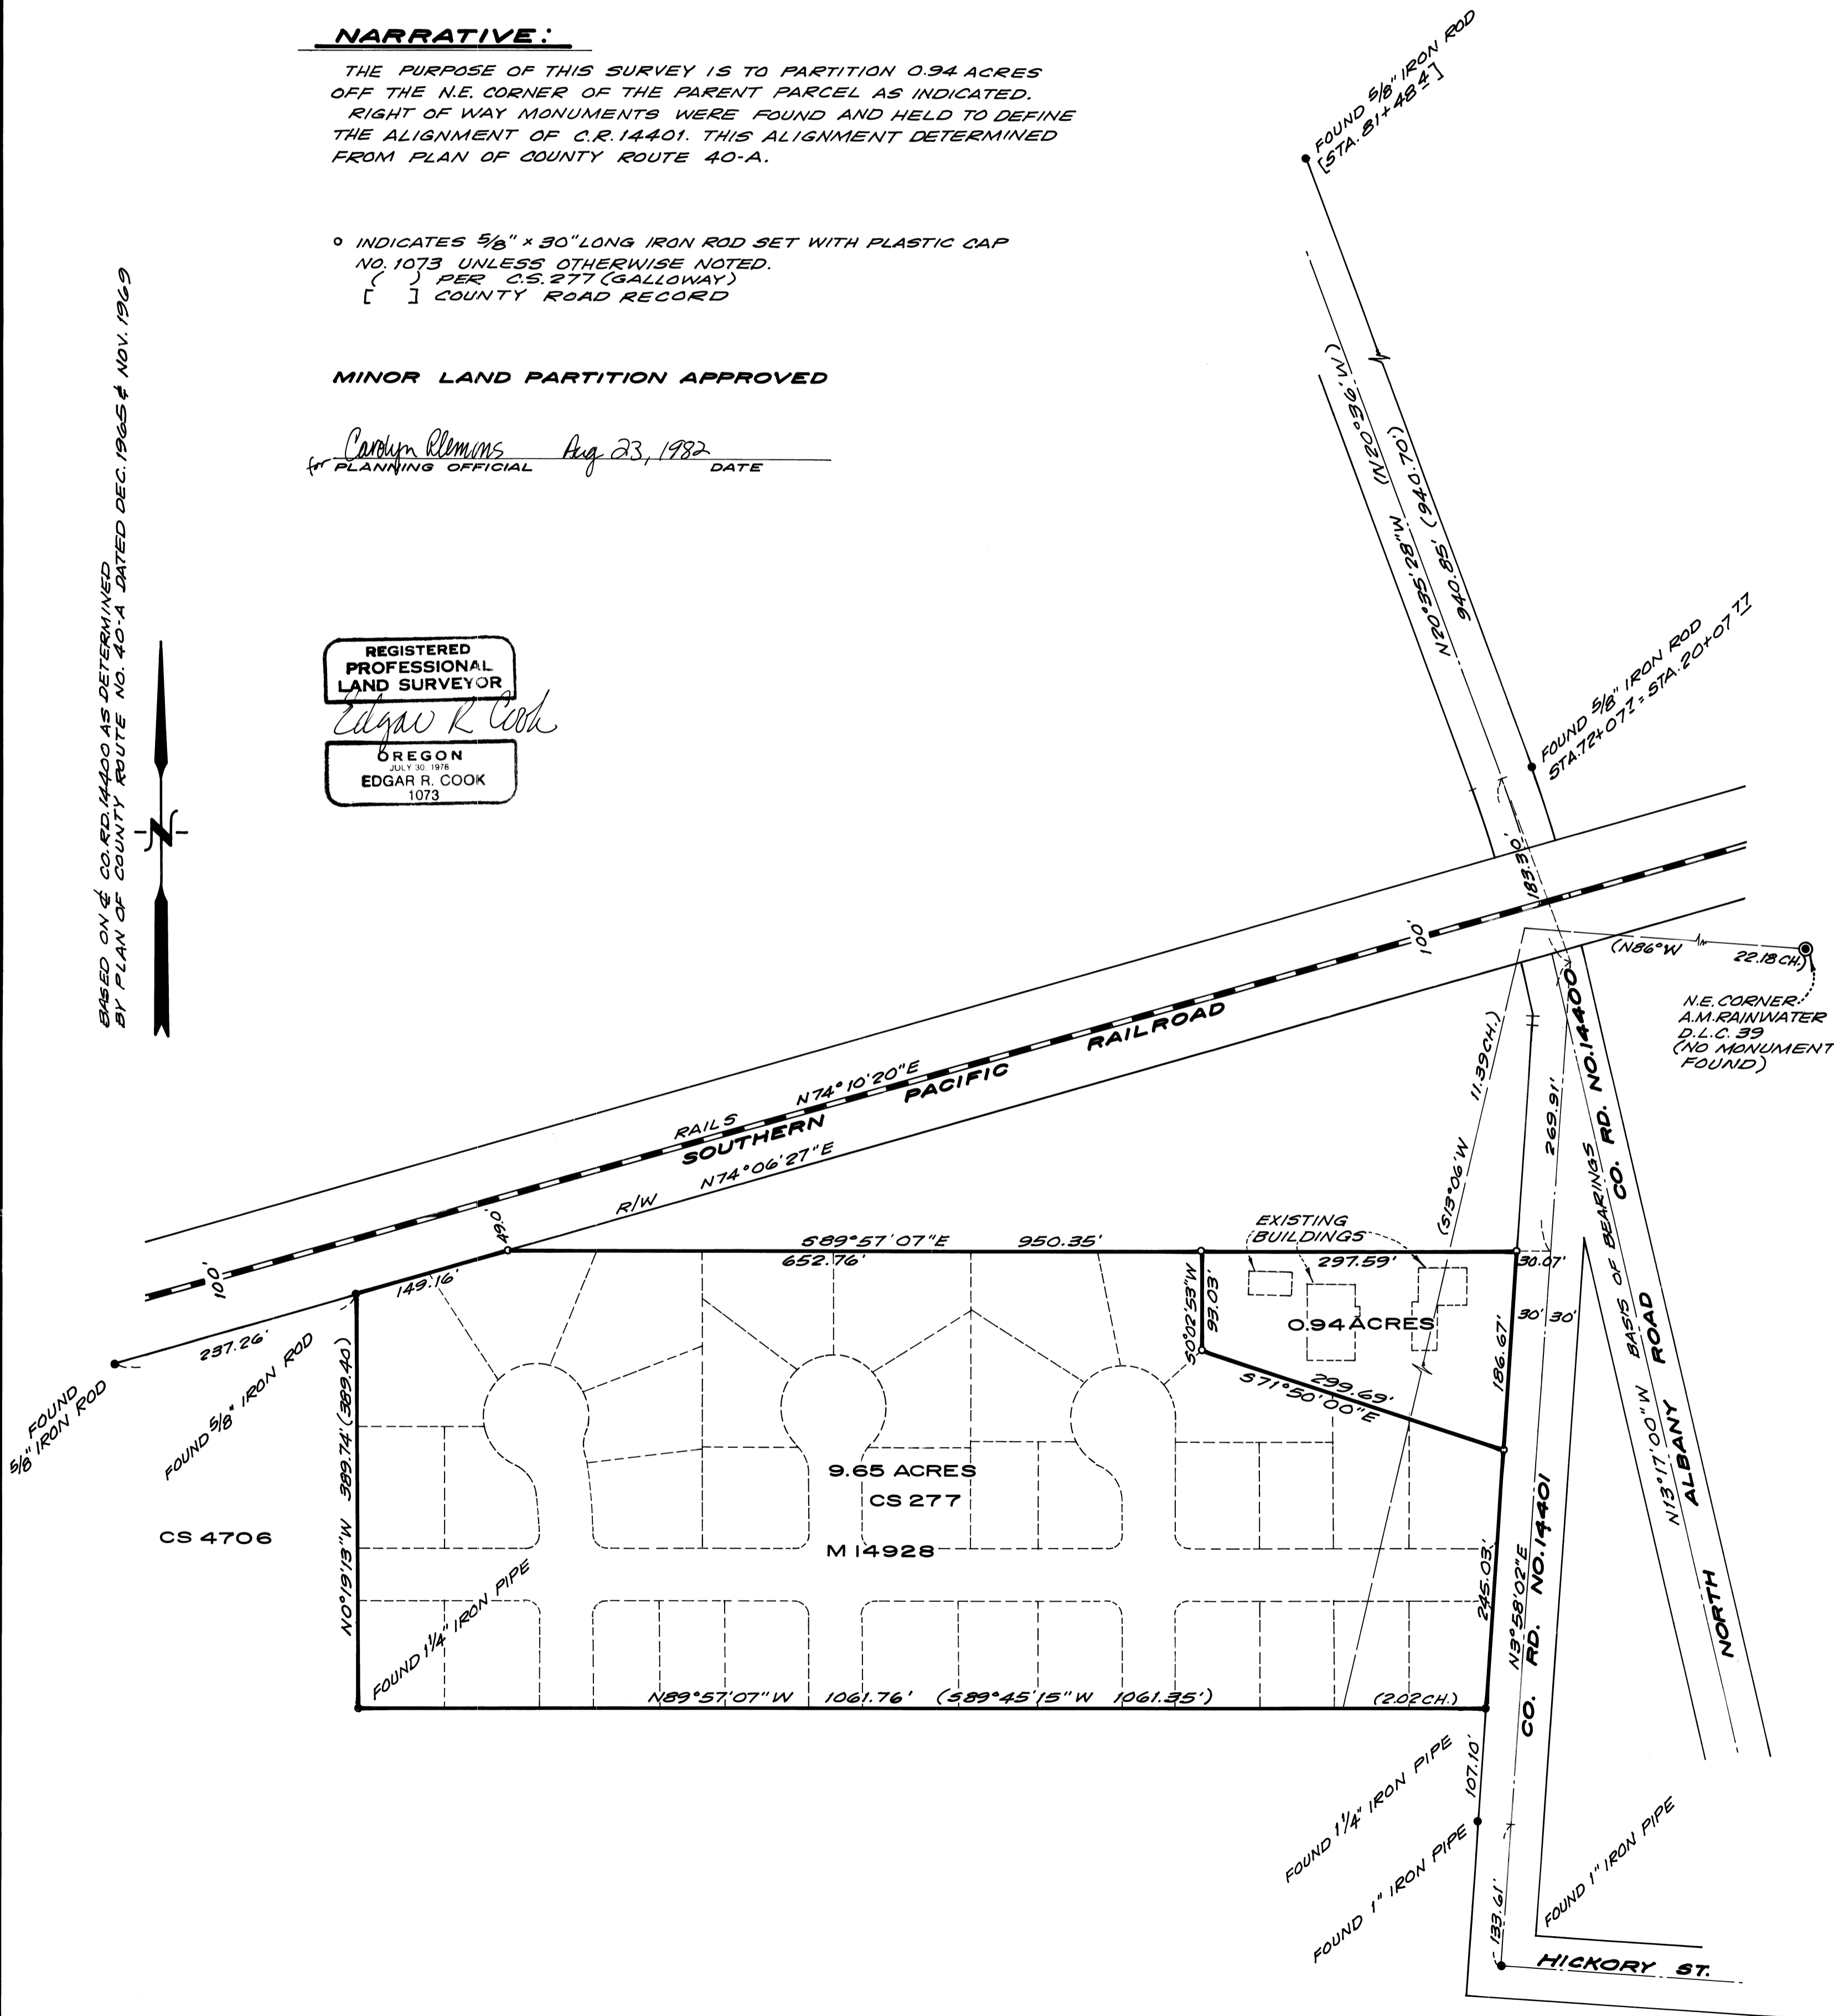 NARRATIVE:
THE PURPOSE OF THIS SURVEY IS TO PARTITION 0.94 ACRES
OFF THE N.E. CORNER OF THE PARENT PARCEL AS INDICATED.
RIGHT OF WAY MONUMENTS WERE FOUND AND HELD TO DEFINE
THE ALIGNMENT OF C.R. 14401. THIS ALIGNMENT DETERMINED
FROM PLAN OF COUNTY ROUTE 40-A.
o INDICATES 5/8" x 30" LONG IRON ROD SET WITH PLASTIC CAP
NO. 1073 UNLESS OTHERWISE NOTED.
( ) PER C.S. 277 (GALLOWAY)
[ ] COUNTY ROAD RECORD
MINOR LAND PARTITION APPROVED
Carolyn Clemons Aug 23, 1982
for PLANNING OFFICIAL DATE
BASED ON ℄ CO.RD.14400 AS DETERMINED
BY PLAN OF COUNTY ROUTE NO. 40-A DATED DEC. 1965 & NOV. 1969
N
REGISTERED
PROFESSIONAL
LAND SURVEYOR
Edgar R Cook
OREGON
JULY 30, 1976
EDGAR R. COOK
1073
FOUND 5/8" IRON ROD
[STA. 81+48.4]
(N20°36'W)
N20°35'28"W
940.85' (940.70')
FOUND 5/8" IRON ROD
STA.72+07.7 = STA.20+07.77
183.30'
100'
(N86°W 22.18 CH.)
N.E. CORNER
A.M. RAINWATER
D.L.C. 39
(NO MONUMENT
FOUND)
RAILS N74°10'20"E
SOUTHERN PACIFIC RAILROAD
R/W N74°06'27"E
100'
49.0'
149.16'
237.26'
FOUND
5/8" IRON ROD
FOUND 5/8" IRON ROD
S89°57'07"E 950.35'
652.76'
297.59'
EXISTING
BUILDINGS
0.94 ACRES
S0°02'53"W
93.03'
299.69'
S71°50'00"E
186.67'
30.07'
30' 30'
11.39 CH.)
(S13°06'W
269.91'
CO. RD. NO. 14400
BASIS OF BEARINGS
N13°17'00"W BASIS OF BEARINGS
NORTH ALBANY ROAD
N0°19'13"W 389.74' (389.40')
9.65 ACRES
CS 277
M 14928
CS 4706
FOUND 1 1/4" IRON PIPE
N89°57'07"W 1061.76' (S89°45'15"W 1061.35')
(2.02 CH.)
245.03'
N3°58'02"E
CO. RD. NO. 14401
107.10'
FOUND 1 1/4" IRON PIPE
FOUND 1" IRON PIPE
133.61'
FOUND 1" IRON PIPE
HICKORY ST.